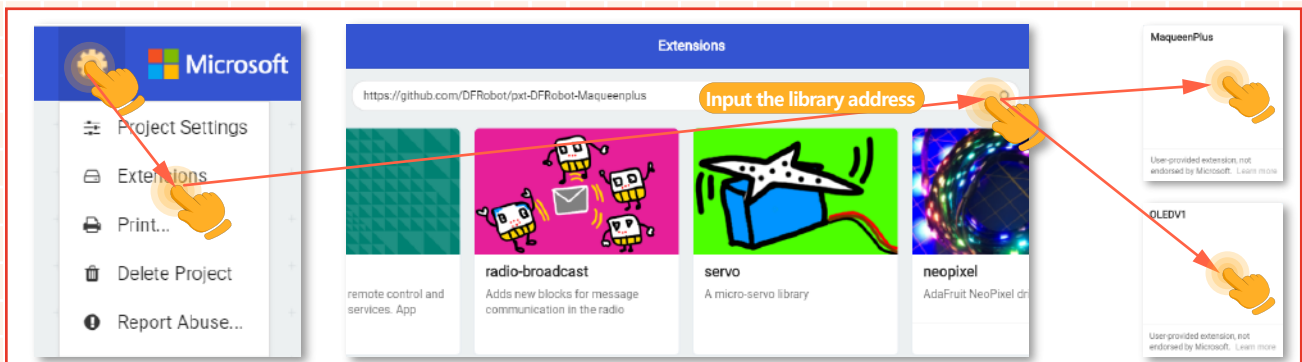 Microsoft
Project Settings
Extensions
Print...
Delete Project
Report Abuse...
Extensions
https://github.com/DFRobot/pxt-DFRobot-Maqueenplus
Input the library address
remote control and
services. App
radio-broadcast
Adds new blocks for message
communication in the radio
servo
A micro-servo library
neopixel
AdaFruit NeoPixel
MaqueenPlus
User-provided extension, not
endorsed by Microsoft. Learn more
OLEDV1
User-provided extension, not
endorsed by Microsoft. Learn more